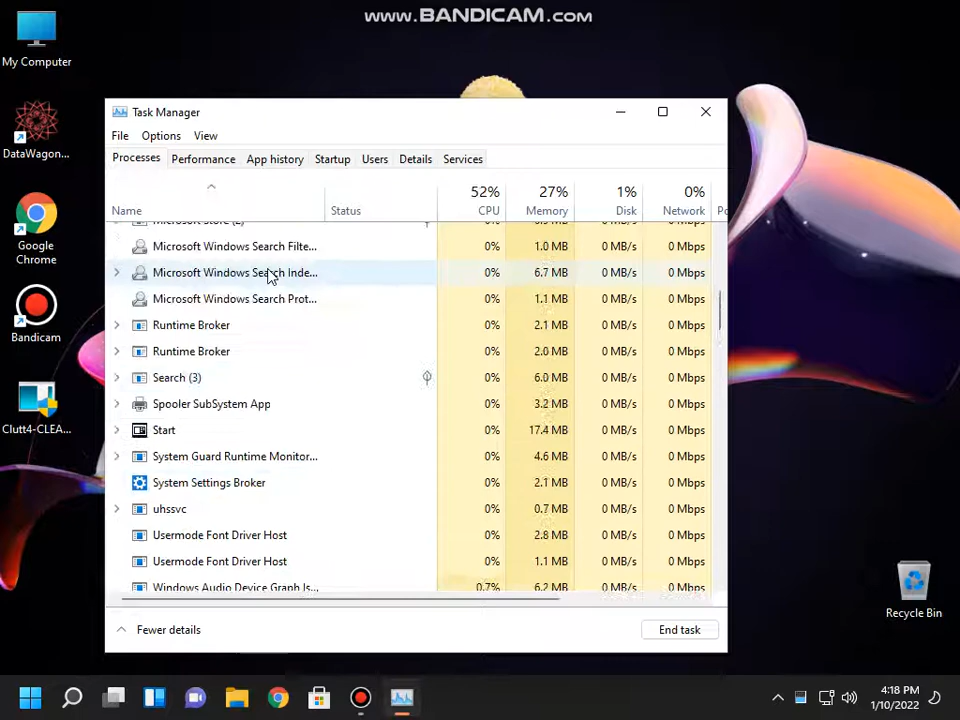 www.BANDICAM.com
My Computer
DataWagon...
Google
Chrome
Bandicam
Clutt4-CLEA...
Recycle Bin
Task Manager
File Options View
Processes Performance App history Startup Users Details Services
52% 27% 1% 0%
Name Status CPU Memory Disk Network Po
Microsoft Store (2) 0% 0 MB/s 0 Mbps
Microsoft Windows Search Filte... 0% 1.0 MB 0 MB/s 0 Mbps
Microsoft Windows Search Inde... 0% 6.7 MB 0 MB/s 0 Mbps
Microsoft Windows Search Prot... 0% 1.1 MB 0 MB/s 0 Mbps
Runtime Broker 0% 2.1 MB 0 MB/s 0 Mbps
Runtime Broker 0% 2.0 MB 0 MB/s 0 Mbps
Search (3) 0% 6.0 MB 0 MB/s 0 Mbps
Spooler SubSystem App 0% 3.2 MB 0 MB/s 0 Mbps
Start 0% 17.4 MB 0 MB/s 0 Mbps
System Guard Runtime Monitor... 0% 4.6 MB 0 MB/s 0 Mbps
System Settings Broker 0% 2.1 MB 0 MB/s 0 Mbps
uhssvc 0% 0.7 MB 0 MB/s 0 Mbps
Usermode Font Driver Host 0% 2.8 MB 0 MB/s 0 Mbps
Usermode Font Driver Host 0% 1.1 MB 0 MB/s 0 Mbps
Windows Audio Device Graph Is... 0.7% 6.2 MB 0 MB/s 0 Mbps
Fewer details End task
4:18 PM
1/10/2022